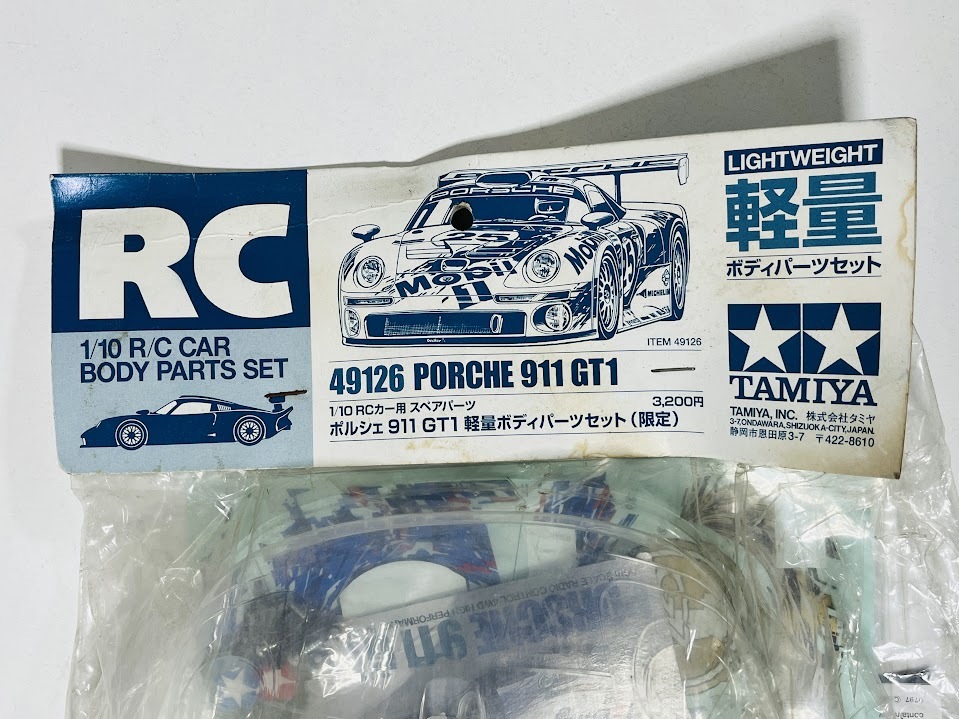 RC
1/10 R/C CAR
BODY PARTS SET
PORSCHE
25
Mobil
1
Mobil
25
MICHELIN
ITEM 49126
49126 PORCHE 911 GT1
3,200円
1/10 RCカー用 スペアパーツ
ポルシェ 911 GT1 軽量ボディパーツセット (限定)
LIGHTWEIGHT
軽量
ボディパーツセット
TAMIYA
TAMIYA, INC. 株式会社タミヤ
3-7,ONDAWARA,SHIZUOKA-CITY,JAPAN.
静岡市恩田原3-7 〒422-8610